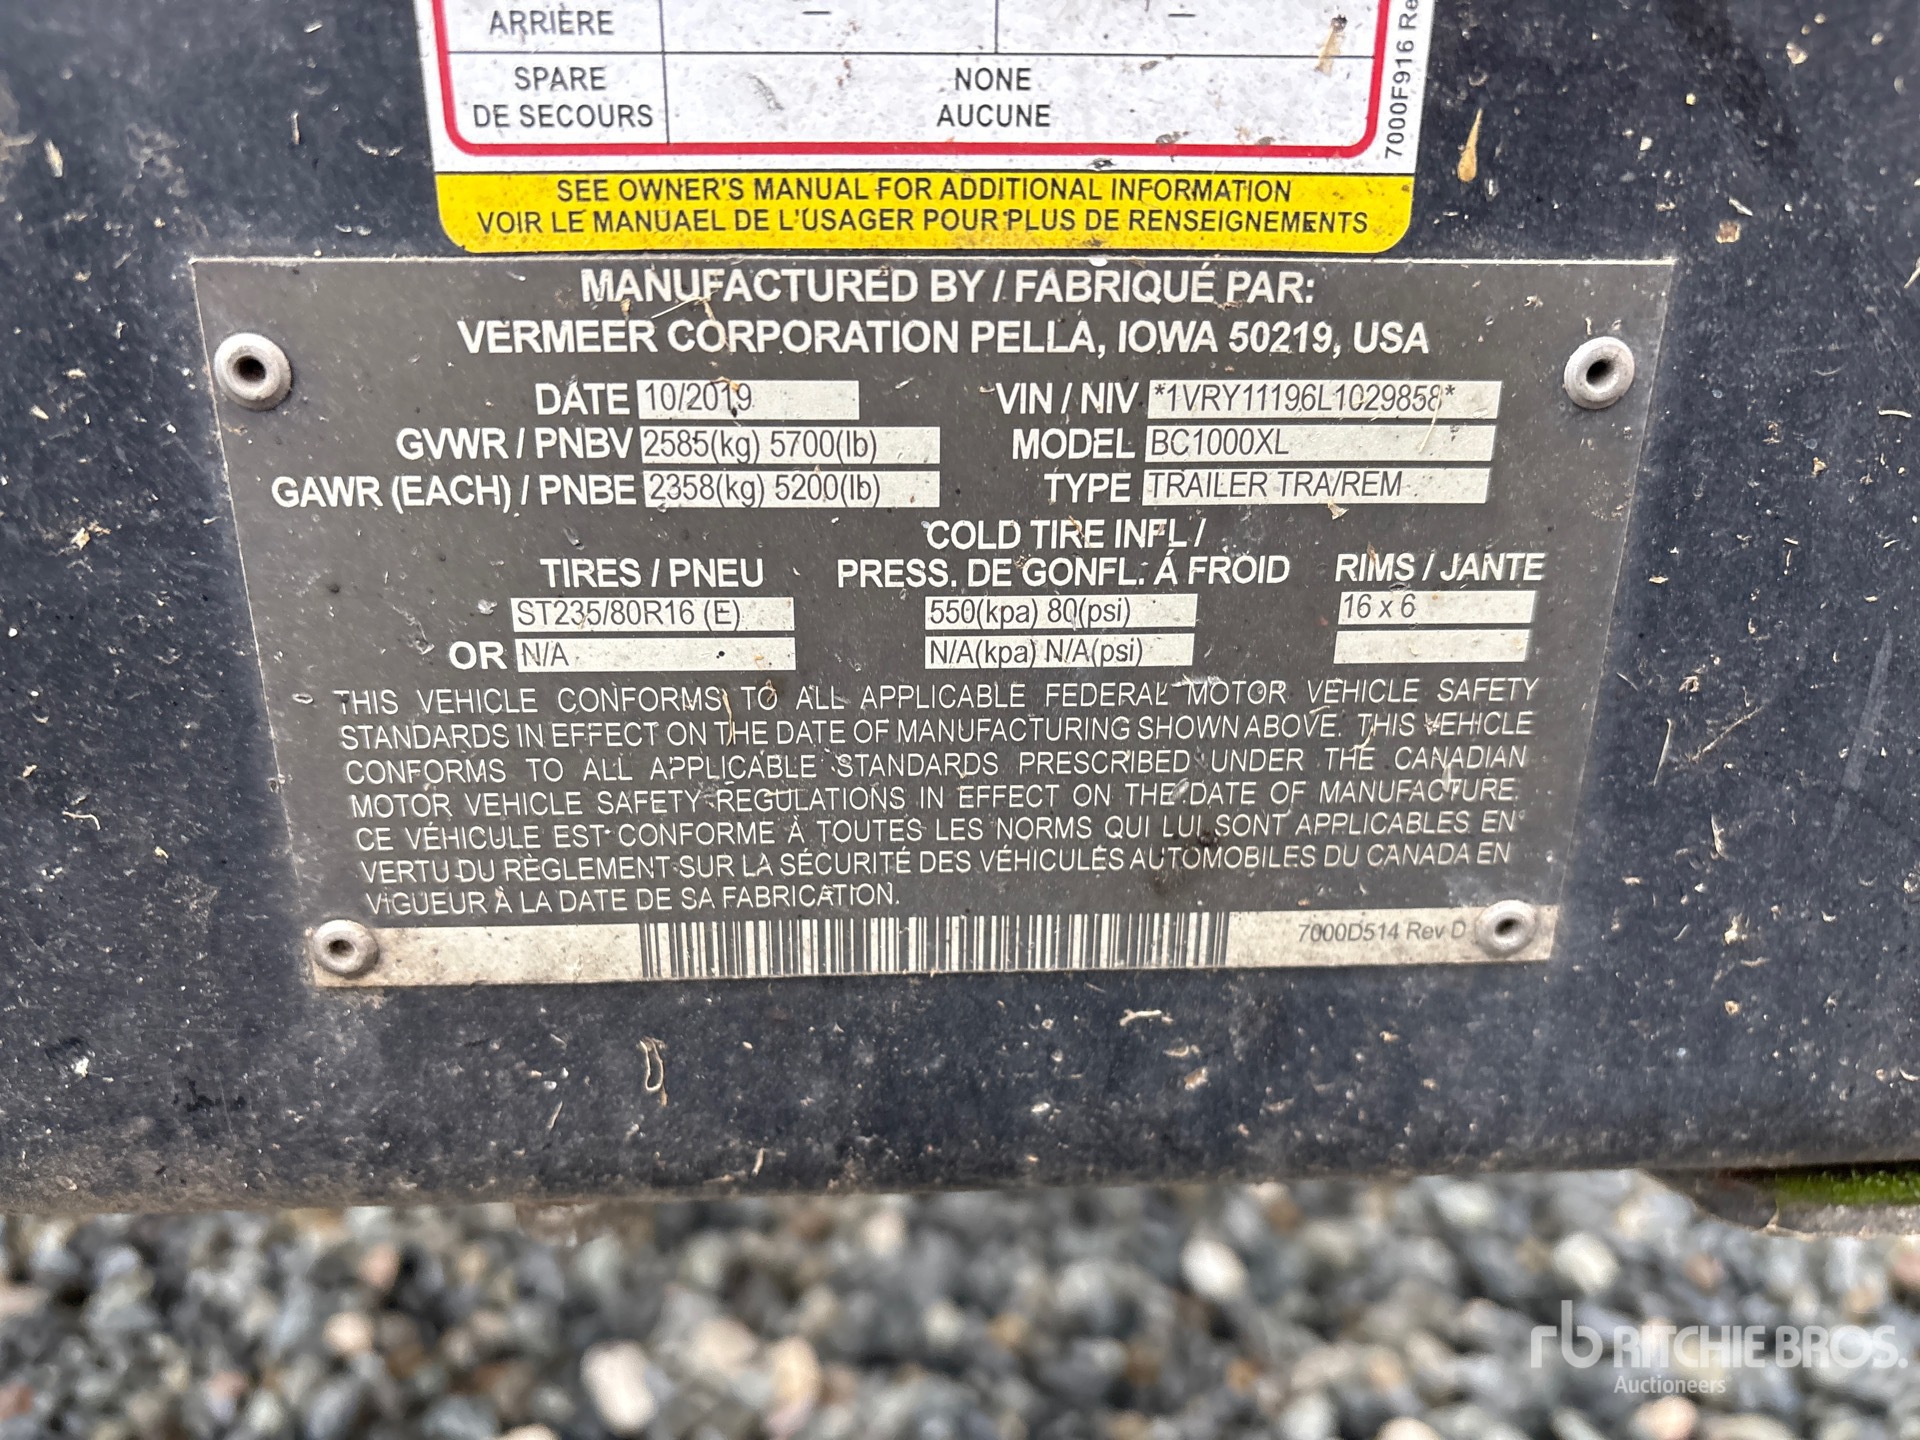 ARRIÈRE — —
SPARE NONE
DE SECOURS AUCUNE
7000F916 Re
SEE OWNER'S MANUAL FOR ADDITIONAL INFORMATION
VOIR LE MANUAEL DE L'USAGER POUR PLUS DE RENSEIGNEMENTS
MANUFACTURED BY / FABRIQUÉ PAR:
VERMEER CORPORATION PELLA, IOWA 50219, USA
DATE 10/2019 VIN / NIV *1VRY11196L1029858*
GVWR / PNBV 2585(kg) 5700(lb) MODEL BC1000XL
GAWR (EACH) / PNBE 2358(kg) 5200(lb) TYPE TRAILER TRA/REM
COLD TIRE INFL /
TIRES / PNEU PRESS. DE GONFL. Á FROID RIMS / JANTE
ST235/80R16 (E) 550(kpa) 80(psi) 16 x 6
OR N/A N/A(kpa) N/A(psi)
THIS VEHICLE CONFORMS TO ALL APPLICABLE FEDERAL MOTOR VEHICLE SAFETY
STANDARDS IN EFFECT ON THE DATE OF MANUFACTURING SHOWN ABOVE. THIS VEHICLE
CONFORMS TO ALL APPLICABLE STANDARDS PRESCRIBED UNDER THE CANADIAN
MOTOR VEHICLE SAFETY REGULATIONS IN EFFECT ON THE DATE OF MANUFACTURE.
CE VÉHICULE EST CONFORME À TOUTES LES NORMS QUI LUI SONT APPLICABLES EN
VERTU DU RÈGLEMENT SUR LA SÉCURITÉ DES VÉHICULES AUTOMOBILES DU CANADA EN
VIGUEUR À LA DATE DE SA FABRICATION.
7000D514 Rev D
rb RITCHIE BROS.
Auctioneers